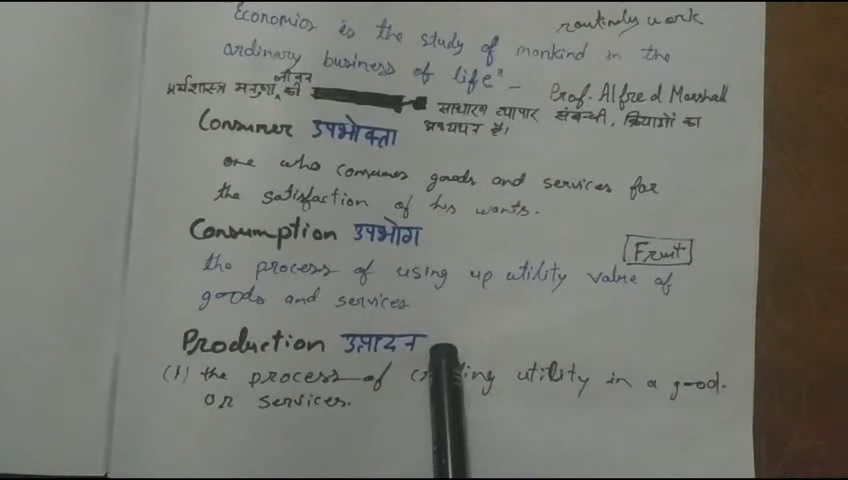 routinely work
Economics is the study of mankind in the
ordinary business of life" - Prof. Alfred Marshall
जीवन
अर्थशास्त्र की साधारण व्यापार संबन्धी, क्रियाओं का
अध्ययन है।
Consumer उपभोक्ता
one who consumes goods and services for
the satisfaction of his wants.
Consumption उपभोग
Fruit
the process of using up utility value of
goods and services
Production उत्पादन
(1) the process of utility in a good.
or services.